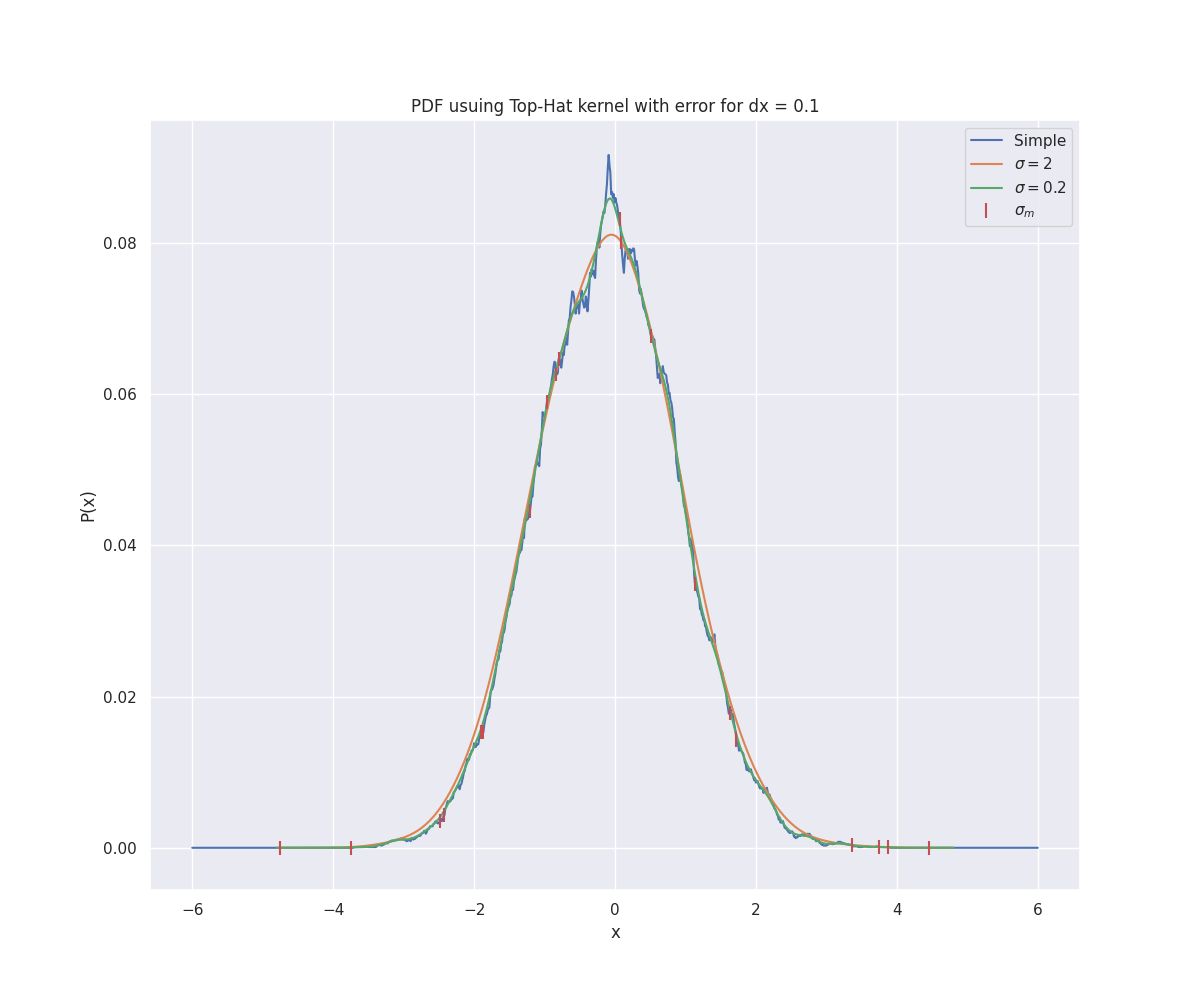 PDF usuing Top-Hat kernel with error for dx = 0.1
Simple
σ = 2
σ = 0.2
σₘ
P(x)
0.08
0.06
0.04
0.02
0.00
−6 −4 −2 0 2 4 6
x